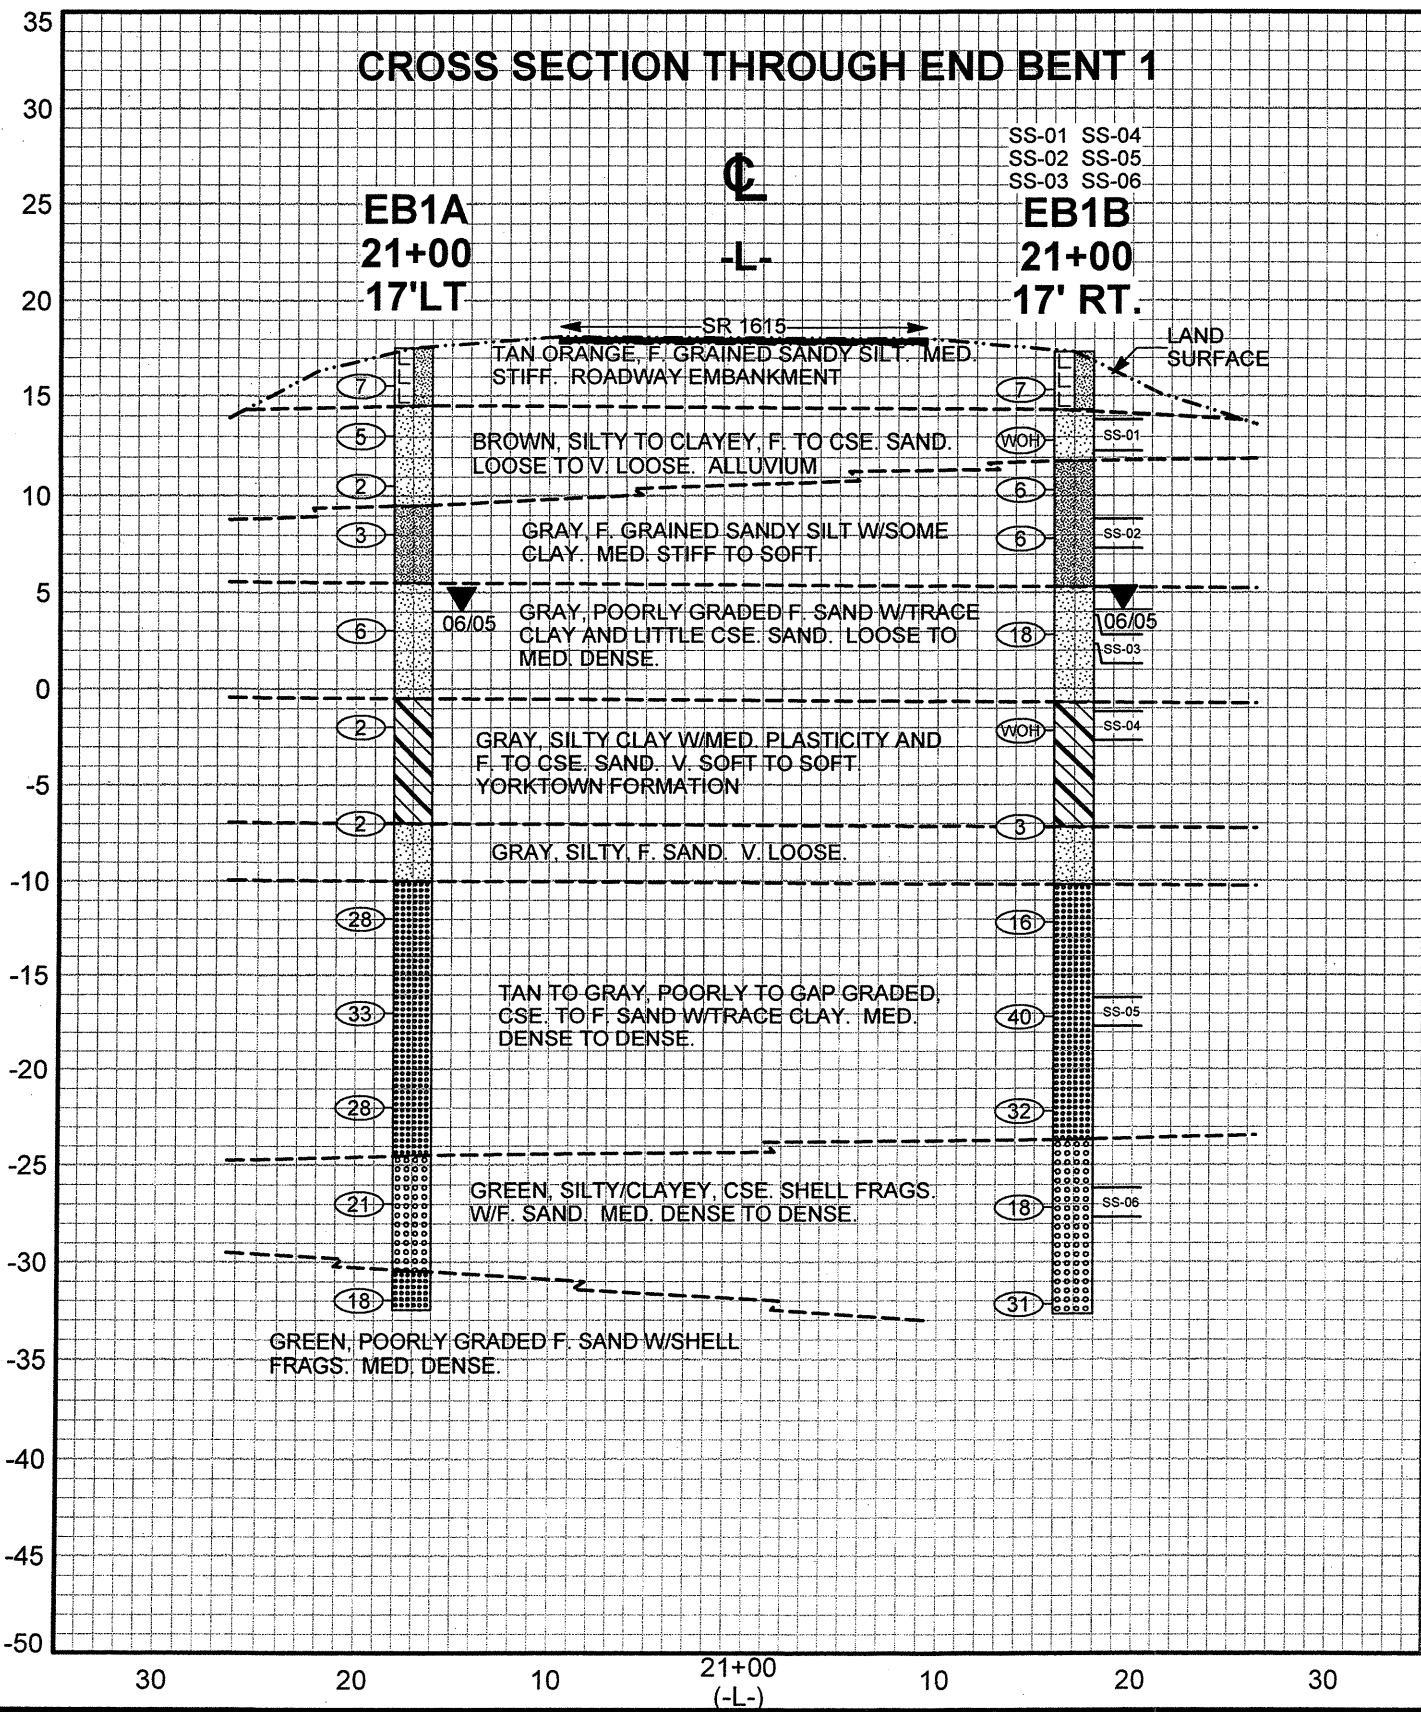 CROSS SECTION THROUGH END BENT 1
35
30
25
20
15
10
5
0
-5
-10
-15
-20
-25
-30
-35
-40
-45
-50
SS-01 SS-04
SS-02 SS-05
SS-03 SS-06
EB1A
21+00
17'LT
CL
-L-
EB1B
21+00
17' RT.
SR 1615
LAND
SURFACE
TAN ORANGE, F. GRAINED SANDY SILT. MED.
STIFF. ROADWAY EMBANKMENT
BROWN, SILTY TO CLAYEY, F. TO CSE. SAND.
LOOSE TO V. LOOSE. ALLUVIUM
GRAY, F. GRAINED SANDY SILT W/SOME
CLAY. MED. STIFF TO SOFT.
GRAY, POORLY GRADED F. SAND W/TRACE
CLAY AND LITTLE CSE. SAND. LOOSE TO
MED. DENSE.
GRAY, SILTY CLAY W/MED. PLASTICITY AND
F. TO CSE. SAND. V. SOFT TO SOFT.
YORKTOWN FORMATION
GRAY, SILTY, F. SAND. V. LOOSE.
TAN TO GRAY, POORLY TO GAP GRADED,
CSE. TO F. SAND W/TRACE CLAY. MED.
DENSE TO DENSE.
GREEN, SILTY/CLAYEY, CSE. SHELL FRAGS.
W/F. SAND. MED. DENSE TO DENSE.
GREEN, POORLY GRADED F. SAND W/SHELL
FRAGS. MED. DENSE.
7
5
2
3
06/05
6
2
2
28
33
28
21
18
7
WOH
SS-01
6
6
SS-02
06/05
18
SS-03
WOH
SS-04
3
16
40
SS-05
32
18
SS-06
31
30
20
10
21+00
(-L-)
10
20
30